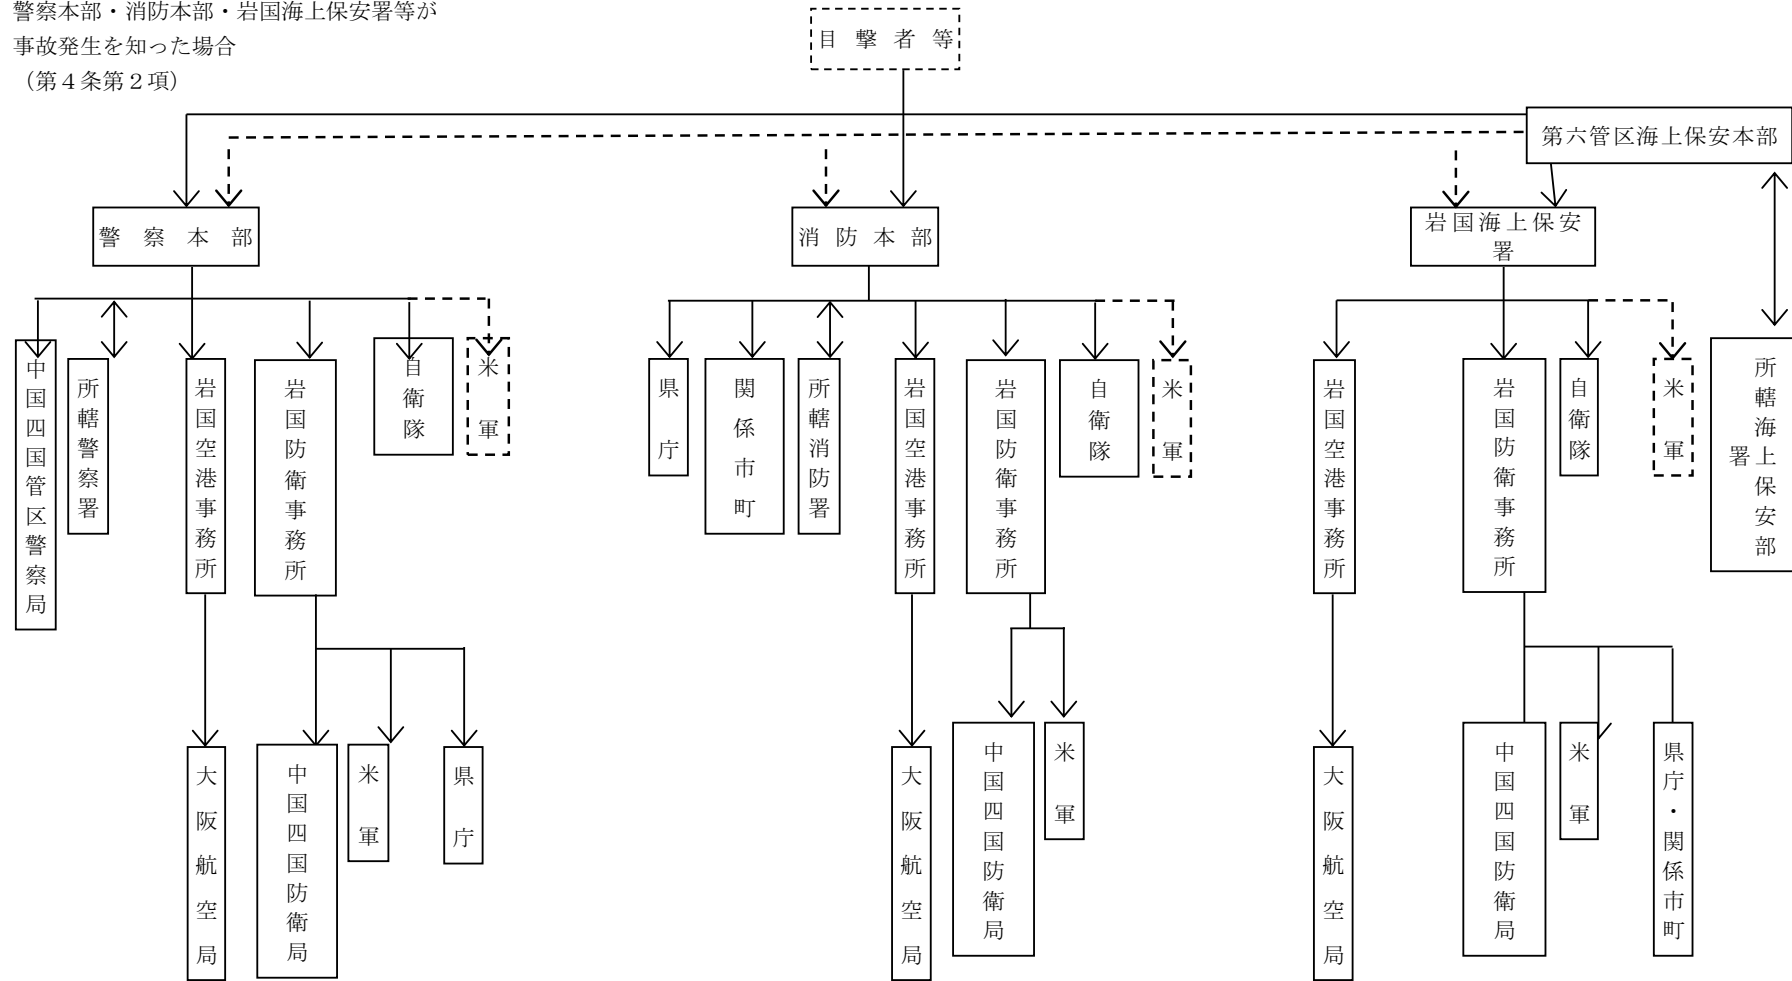 警察本部・消防本部・岩国海上保安署等が
事故発生を知った場合
（第４条第２項）
目撃者等
第六管区海上保安本部
警察本部
消防本部
岩国海上保安
署
中国四国管区警察局
所轄警察署
岩国空港事務所
岩国防衛事務所
自衛隊
米軍
県庁
関係市町
所轄消防署
岩国空港事務所
岩国防衛事務所
自衛隊
米軍
岩国空港事務所
岩国防衛事務所
自衛隊
米軍
所轄海上保安部
署
大阪航空局
中国四国防衛局
米軍
県庁
大阪航空局
中国四国防衛局
米軍
大阪航空局
中国四国防衛局
米軍
県庁・関係市町